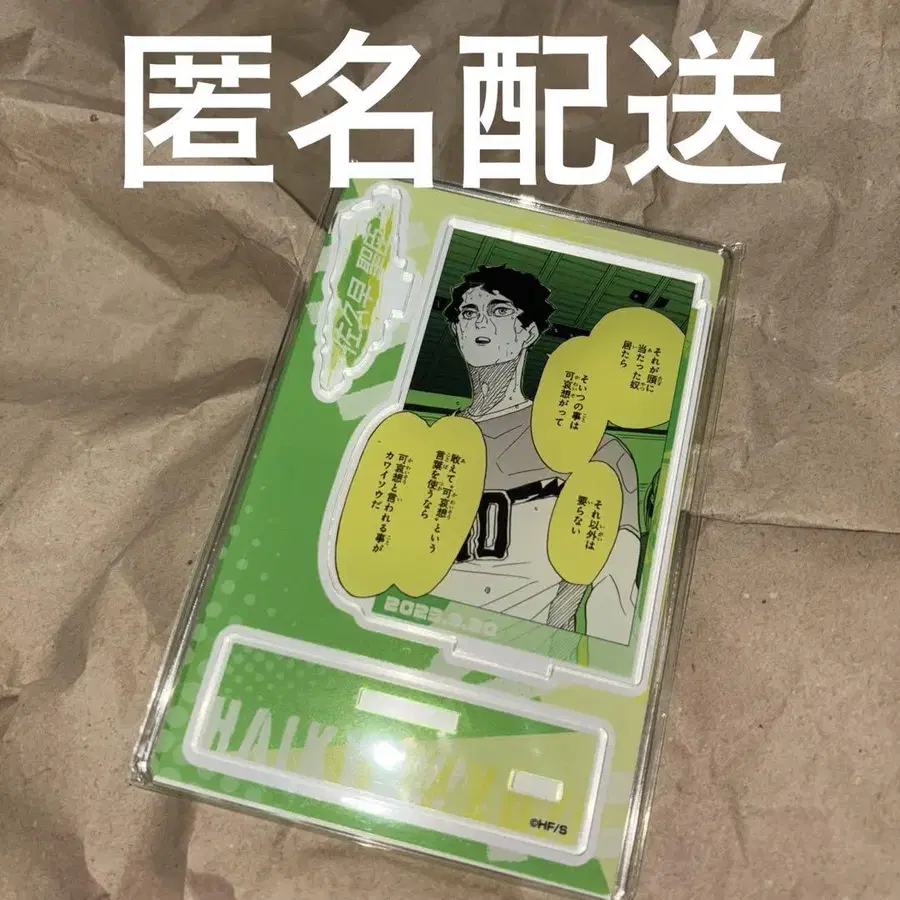 匿名配送
それが頭に
当たった奴
居たら
そいつの事は
可哀想がって
それ以外は
要らない
敢えて“可哀想”という
言葉を使うなら
可哀想と言われる事が
カワイソウだ
HAIK
©HF/S